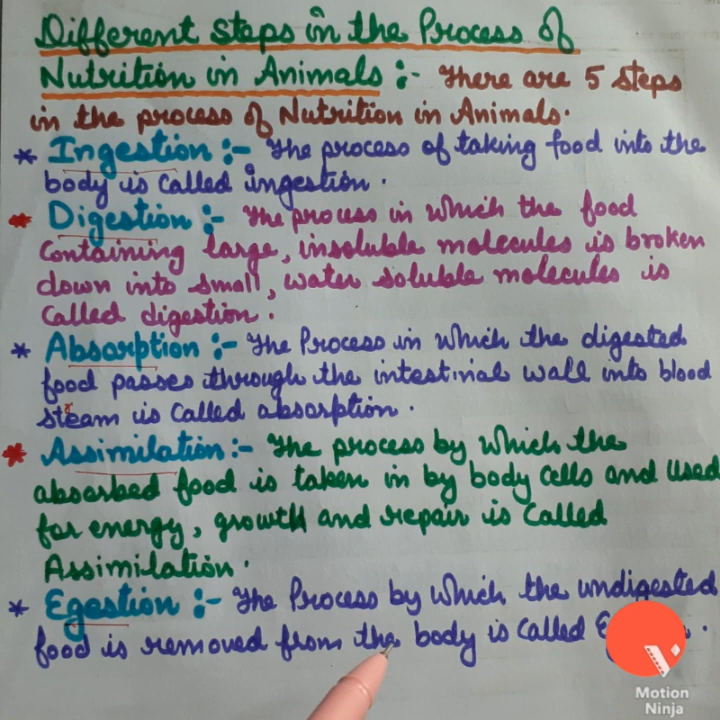 Different steps in the Process of
Nutrition in Animals :- There are 5 steps
in the process of Nutrition in Animals.
* Ingestion :- The process of taking food into the
body is called ingestion.
* Digestion :- The process in which the food
Containing large, insoluble molecules is broken
down into small, water soluble molecules is
Called digestion.
* Absorption :- The Process in which the digested
food passes through the intestinal wall into blood
steam is called absorption.
* Assimilation :- The process by which the
absorbed food is taken in by body cells and used
for energy, growth and repair is Called
Assimilation.
* Egestion :- The Process by which the undigested
food is removed from the body is called
Motion
Ninja